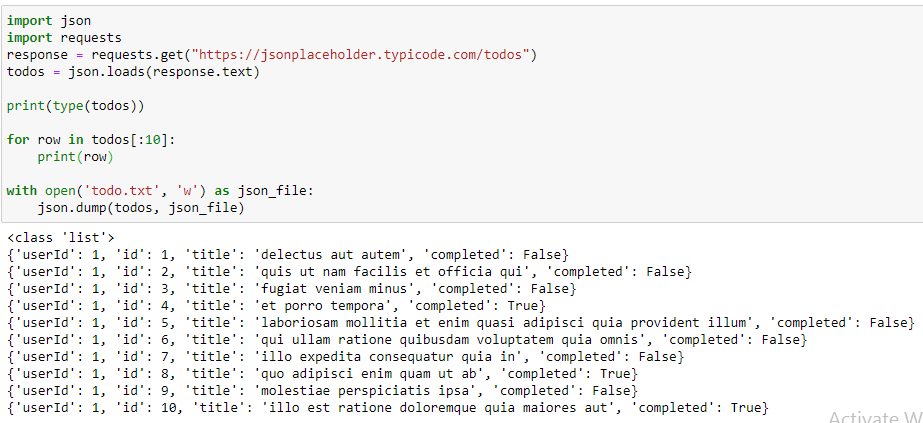 import json
import requests
response = requests.get("https://jsonplaceholder.typicode.com/todos")
todos = json.loads(response.text)

print(type(todos))

for row in todos[:10]:
    print(row)

with open('todo.txt', 'w') as json_file:
    json.dump(todos, json_file)
<class 'list'>
{'userId': 1, 'id': 1, 'title': 'delectus aut autem', 'completed': False}
{'userId': 1, 'id': 2, 'title': 'quis ut nam facilis et officia qui', 'completed': False}
{'userId': 1, 'id': 3, 'title': 'fugiat veniam minus', 'completed': False}
{'userId': 1, 'id': 4, 'title': 'et porro tempora', 'completed': True}
{'userId': 1, 'id': 5, 'title': 'laboriosam mollitia et enim quasi adipisci quia provident illum', 'completed': False}
{'userId': 1, 'id': 6, 'title': 'qui ullam ratione quibusdam voluptatem quia omnis', 'completed': False}
{'userId': 1, 'id': 7, 'title': 'illo expedita consequatur quia in', 'completed': False}
{'userId': 1, 'id': 8, 'title': 'quo adipisci enim quam ut ab', 'completed': True}
{'userId': 1, 'id': 9, 'title': 'molestiae perspiciatis ipsa', 'completed': False}
{'userId': 1, 'id': 10, 'title': 'illo est ratione doloremque quia maiores aut', 'completed': True}
Activate W